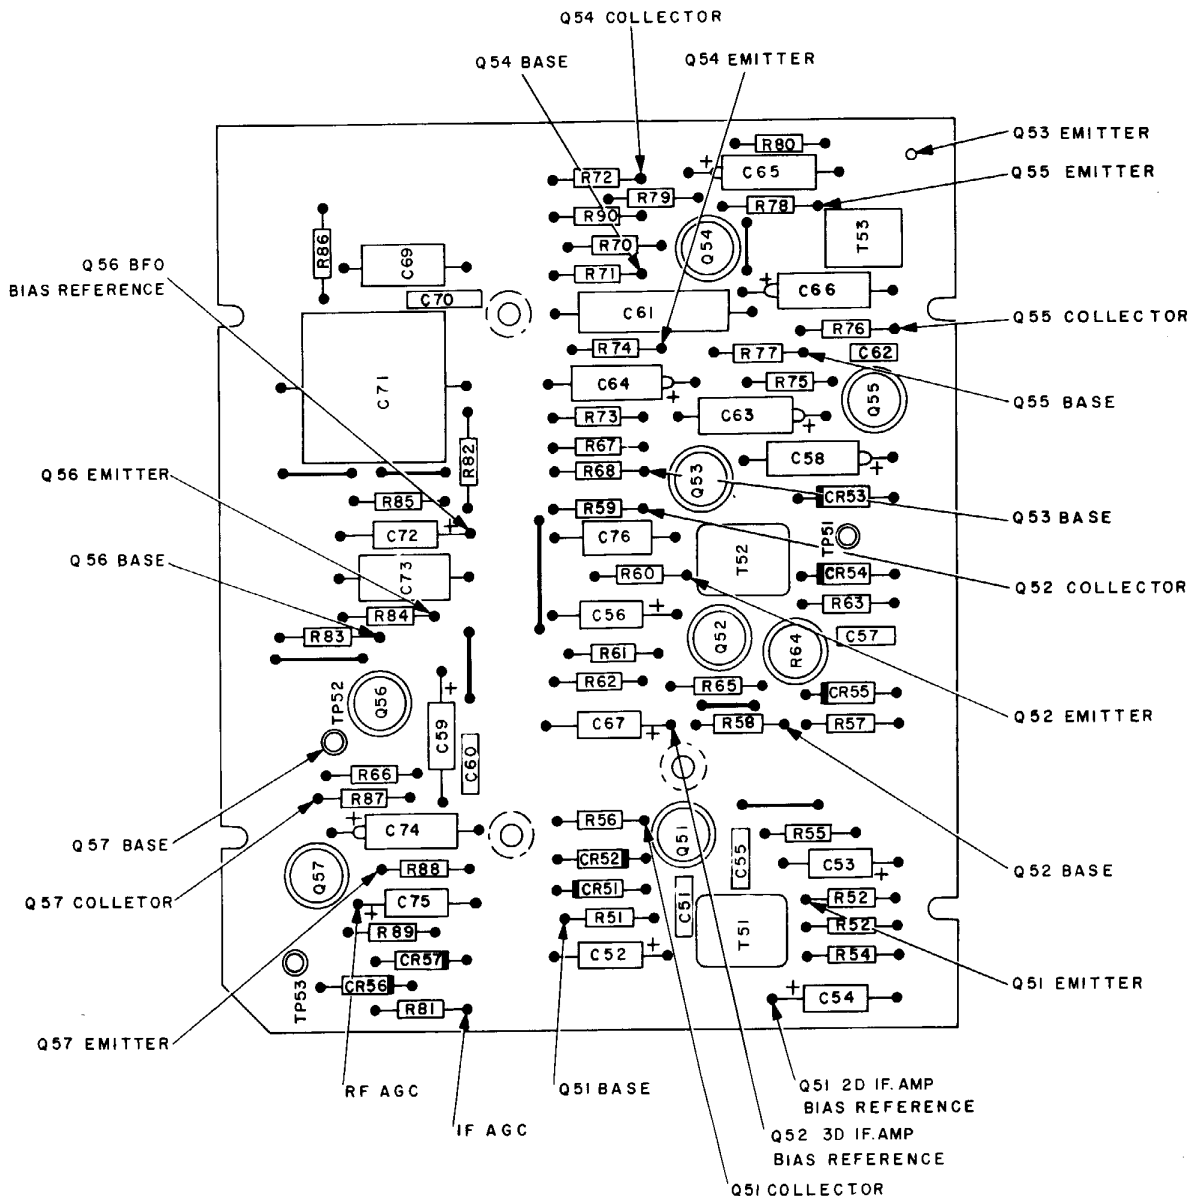 Q54 COLLECTOR
Q54 BASE
Q54 EMITTER
Q53 EMITTER
Q55 EMITTER
R80
C65
+
R72
R79
R78
R90
R86
R70
Q54
T53
C69
R71
Q56 BFO
BIAS REFERENCE
+
C66
C70
C61
R76
Q55 COLLECTOR
R74
R77
C62
C71
C64
+
R75
Q55
C63
+
Q55 BASE
R73
R82
R67
C58
+
Q56 EMITTER
R68
Q53
R85
CR53
R59
Q53 BASE
C72
+
C76
TP51
Q56 BASE
C73
T52
R60
CR54
Q52 COLLECTOR
R63
R84
C56
+
R83
Q52
R64
C57
R61
R62
R65
CR55
TP52
Q56
+
C59
C67
+
R58
R57
Q52 EMITTER
C60
R66
R87
+
C74
R56
Q51
R55
Q57 BASE
C55
C53
+
CR52
Q57
R88
Q52 BASE
CR51
Q57 COLLETOR
C75
+
R51
C51
R52
T51
R52
R89
C52
+
R54
CR57
TP53
CR56
Q51 EMITTER
+
C54
R81
Q57 EMITTER
RF AGC
Q51 BASE
Q51 2D IF.AMP
BIAS REFERENCE
IF AGC
Q52 3D IF.AMP
BIAS REFERENCE
Q51 COLLECTOR